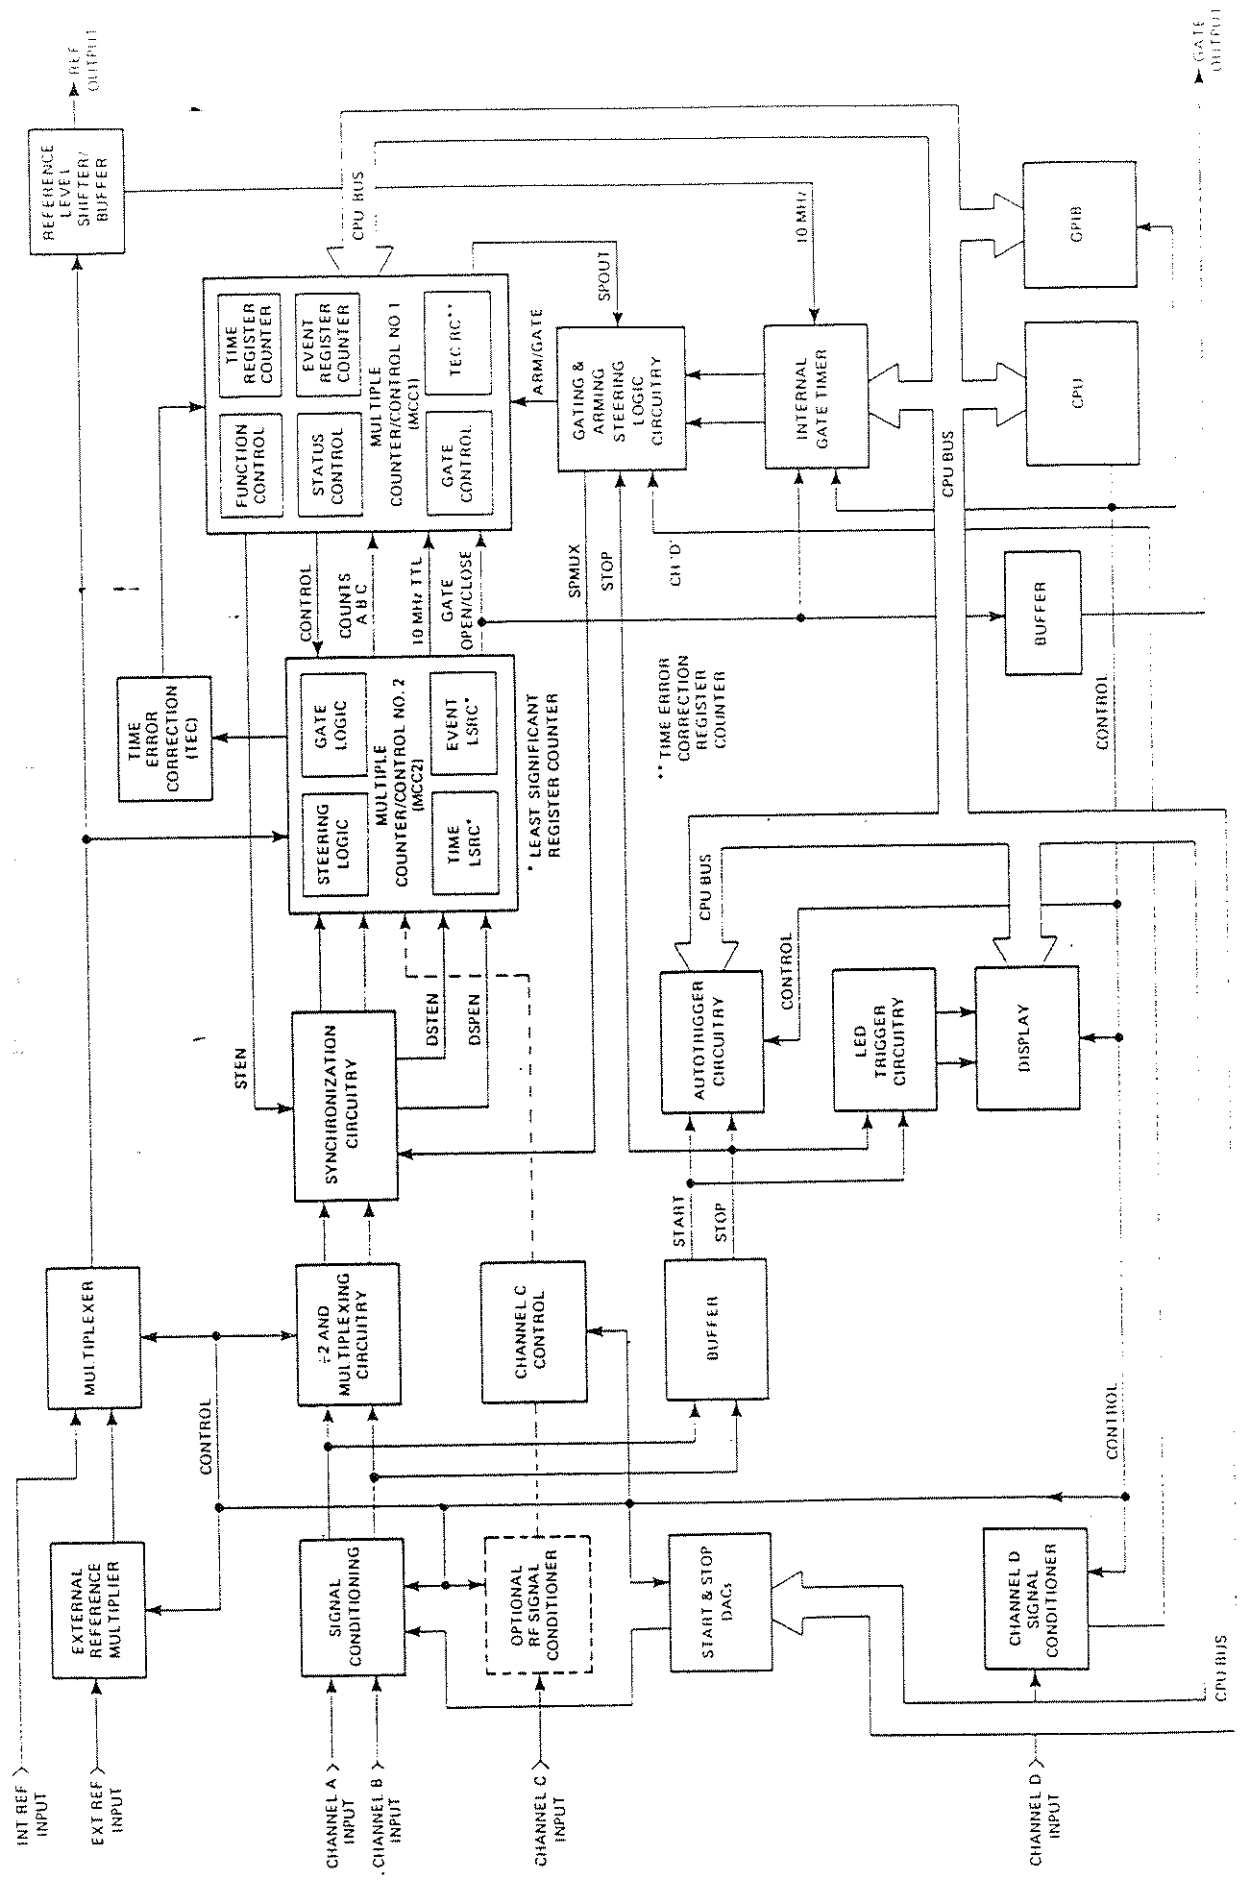 INT REF
INPUT
EXT REF
INPUT
EXTERNAL
REFERENCE
MULTIPLIER
MULTIPLEXER
REFERENCE
LEVEL
SHIFTER/
BUFFER
REF
OUTPUT
CONTROL
CHANNEL A
INPUT
CHANNEL B
INPUT
SIGNAL
CONDITIONING
÷2 AND
MULTIPLEXING
CIRCUITRY
SYNCHRONIZATION
CIRCUITRY
STEN
DSTEN
DSPEN
TIME
ERROR
CORRECTION
(TEC)
STEERING
LOGIC
GATE
LOGIC
MULTIPLE
COUNTER/CONTROL NO. 2
(MCC2)
TIME
LSRC*
EVENT
LSRC*
* LEAST SIGNIFICANT
REGISTER COUNTER
CONTROL
COUNTS
A B C
10 MHz TTL
GATE
OPEN/CLOSE
FUNCTION
CONTROL
TIME
REGISTER
COUNTER
STATUS
CONTROL
EVENT
REGISTER
COUNTER
MULTIPLE
COUNTER/CONTROL NO 1
(MCC1)
GATE
CONTROL
TEC RC**
CPU BUS
ARM/GATE
SPOUT
CHANNEL C
INPUT
OPTIONAL
RF SIGNAL
CONDITIONER
CHANNEL C
CONTROL
SPMUX
STOP
CH 'D'
GATING &
ARMING
STEERING
LOGIC
CIRCUITRY
10 MHz
** TIME ERROR
CORRECTION
REGISTER
COUNTER
START & STOP
DACs
BUFFER
START
STOP
AUTOTRIGGER
CIRCUITRY
CPU BUS
CONTROL
INTERNAL
GATE TIMER
CPU BUS
LED
TRIGGER
CIRCUITRY
DISPLAY
BUFFER
CPU
GPIB
CHANNEL D
INPUT
CHANNEL D
SIGNAL
CONDITIONER
CONTROL
CONTROL
CPU BUS
GATE
OUTPUT